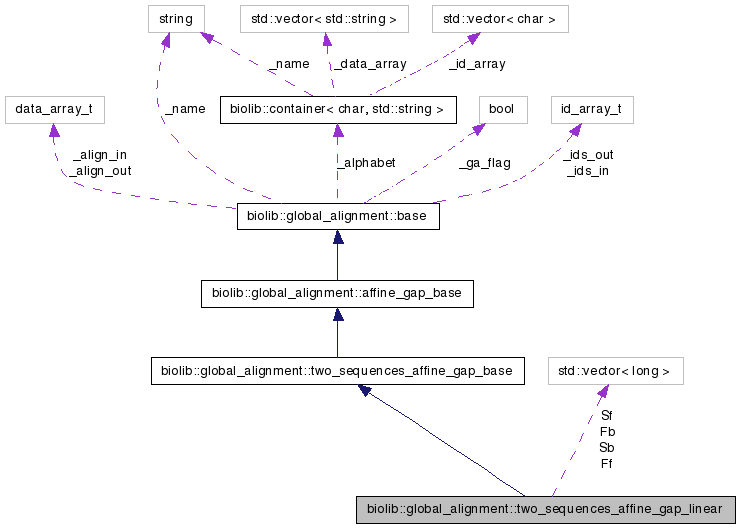 string
std::vector< std::string >
std::vector< char >
_name
_data_array
_id_array
data_array_t
_name
biolib::container< char, std::string >
bool
id_array_t
_align_in
_align_out
_alphabet
_ga_flag
_ids_out
_ids_in
biolib::global_alignment::base
biolib::global_alignment::affine_gap_base
biolib::global_alignment::two_sequences_affine_gap_base
std::vector< long >
Sf
Fb
Sb
Ff
biolib::global_alignment::two_sequences_affine_gap_linear